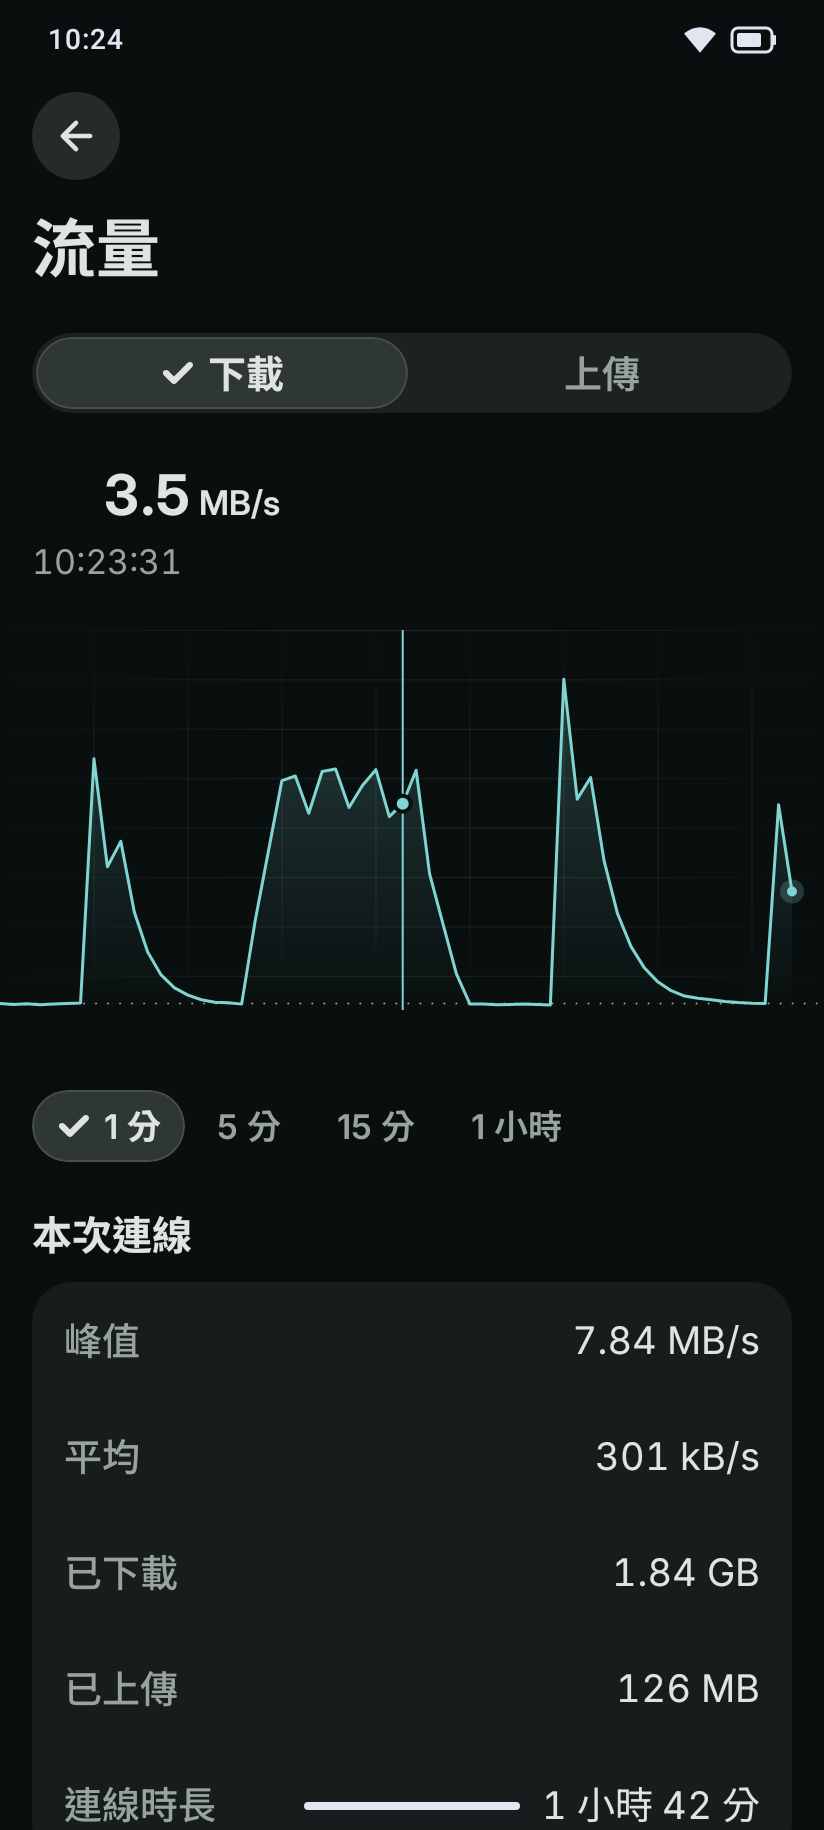 10:24
流量
下載
上傳
3.5 MB/s
10:23:31
1 分
5 分
15 分
1 小時
本次連線
峰值
7.84 MB/s
平均
301 kB/s
已下載
1.84 GB
已上傳
126 MB
連線時長
1 小時 42 分